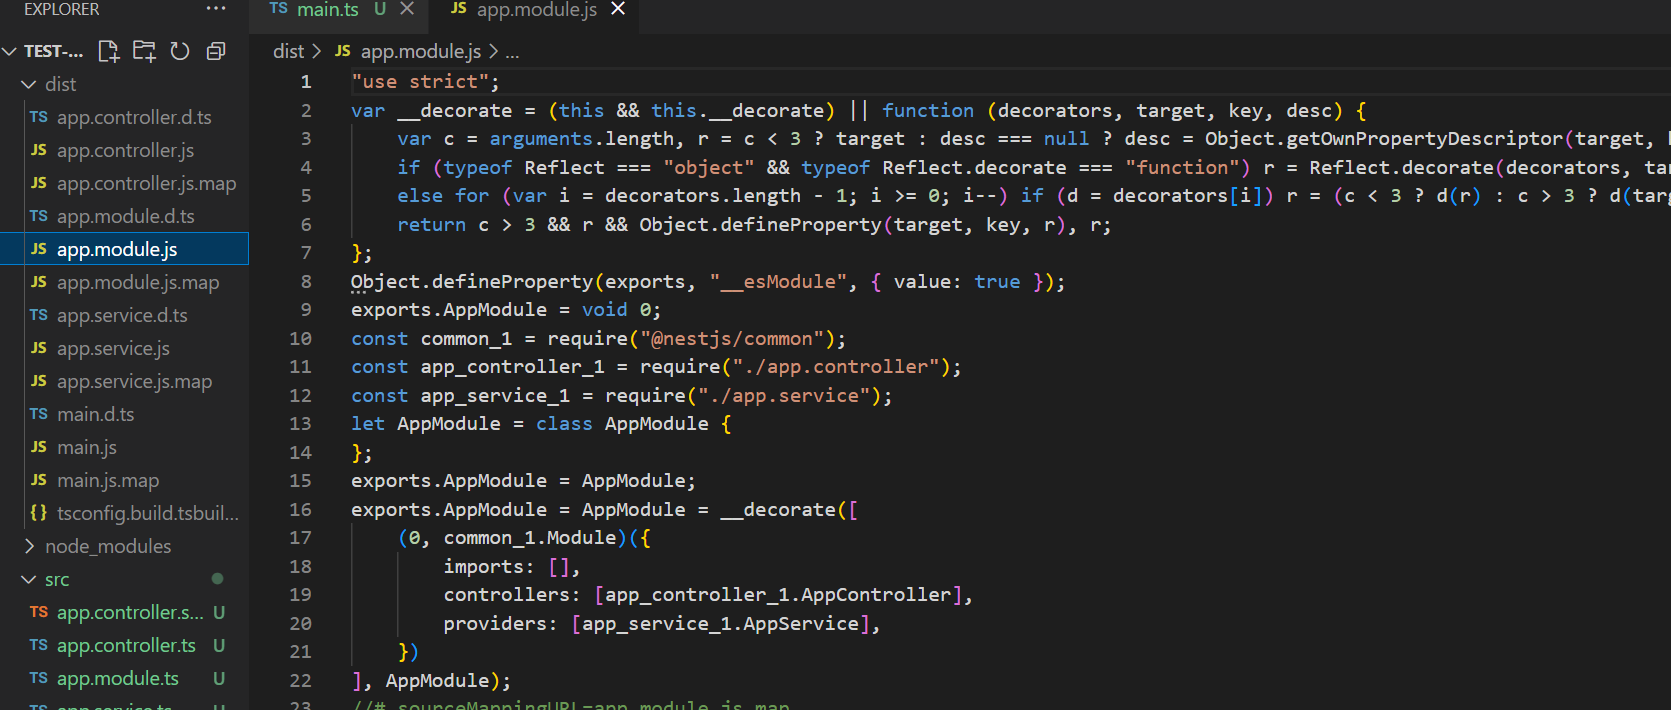 EXPLORER ...
TS main.ts U
JS app.module.js
TEST-...
dist > JS app.module.js > ...
dist
TS app.controller.d.ts
JS app.controller.js
JS app.controller.js.map
TS app.module.d.ts
JS app.module.js
JS app.module.js.map
TS app.service.d.ts
JS app.service.js
JS app.service.js.map
TS main.d.ts
JS main.js
JS main.js.map
{} tsconfig.build.tsbuil...
node_modules
src
TS app.controller.s... U
TS app.controller.ts U
TS app.module.ts U
TS app.service.ts U
1 "use strict";
2 var __decorate = (this && this.__decorate) || function (decorators, target, key, desc) {
3 var c = arguments.length, r = c < 3 ? target : desc === null ? desc = Object.getOwnPropertyDescriptor(target,
4 if (typeof Reflect === "object" && typeof Reflect.decorate === "function") r = Reflect.decorate(decorators, tar
5 else for (var i = decorators.length - 1; i >= 0; i--) if (d = decorators[i]) r = (c < 3 ? d(r) : c > 3 ? d(targ
6 return c > 3 && r && Object.defineProperty(target, key, r), r;
7 };
8 Object.defineProperty(exports, "__esModule", { value: true });
9 exports.AppModule = void 0;
10 const common_1 = require("@nestjs/common");
11 const app_controller_1 = require("./app.controller");
12 const app_service_1 = require("./app.service");
13 let AppModule = class AppModule {
14 };
15 exports.AppModule = AppModule;
16 exports.AppModule = AppModule = __decorate([
17 (0, common_1.Module)({
18 imports: [],
19 controllers: [app_controller_1.AppController],
20 providers: [app_service_1.AppService],
21 })
22 ], AppModule);
23 //# sourceMappingURL=app.module.js.map